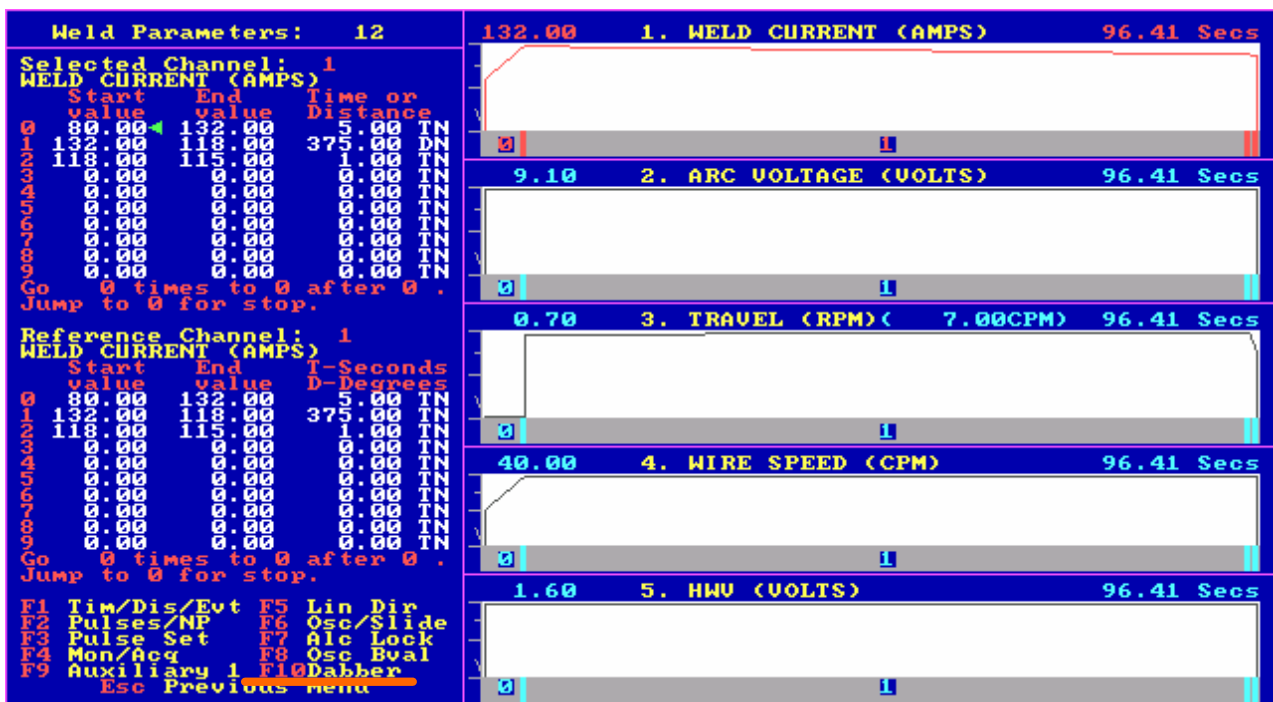 Weld Parameters: 12
Selected Channel: 1
WELD CURRENT (AMPS)
Start End Time or
value value Distance
0 80.00 132.00 5.00 TN
1 132.00 118.00 375.00 DN
2 118.00 115.00 1.00 TN
3 0.00 0.00 0.00 TN
4 0.00 0.00 0.00 TN
5 0.00 0.00 0.00 TN
6 0.00 0.00 0.00 TN
7 0.00 0.00 0.00 TN
8 0.00 0.00 0.00 TN
9 0.00 0.00 0.00 TN
Go 0 times to 0 after 0 .
Jump to 0 for stop.
Reference Channel: 1
WELD CURRENT (AMPS)
Start End T-Seconds
value value D-Degrees
0 80.00 132.00 5.00 TN
1 132.00 118.00 375.00 DN
2 118.00 115.00 1.00 TN
3 0.00 0.00 0.00 TN
4 0.00 0.00 0.00 TN
5 0.00 0.00 0.00 TN
6 0.00 0.00 0.00 TN
7 0.00 0.00 0.00 TN
8 0.00 0.00 0.00 TN
9 0.00 0.00 0.00 TN
Go 0 times to 0 after 0 .
Jump to 0 for stop.
F1 Tim/Dis/Evt F5 Lin Dir
F2 Pulses/NP F6 Osc/Slide
F3 Pulse Set F7 Alc Lock
F4 Mon/Acq F8 Osc Bval
F9 Auxiliary 1 F10Dabber
Esc Previous Menu
132.00 1. WELD CURRENT (AMPS) 96.41 Secs
0 1
9.10 2. ARC VOLTAGE (VOLTS) 96.41 Secs
0 1
0.70 3. TRAVEL (RPM)( 7.00CPM) 96.41 Secs
0 1
40.00 4. WIRE SPEED (CPM) 96.41 Secs
0 1
1.60 5. HWV (VOLTS) 96.41 Secs
0 1